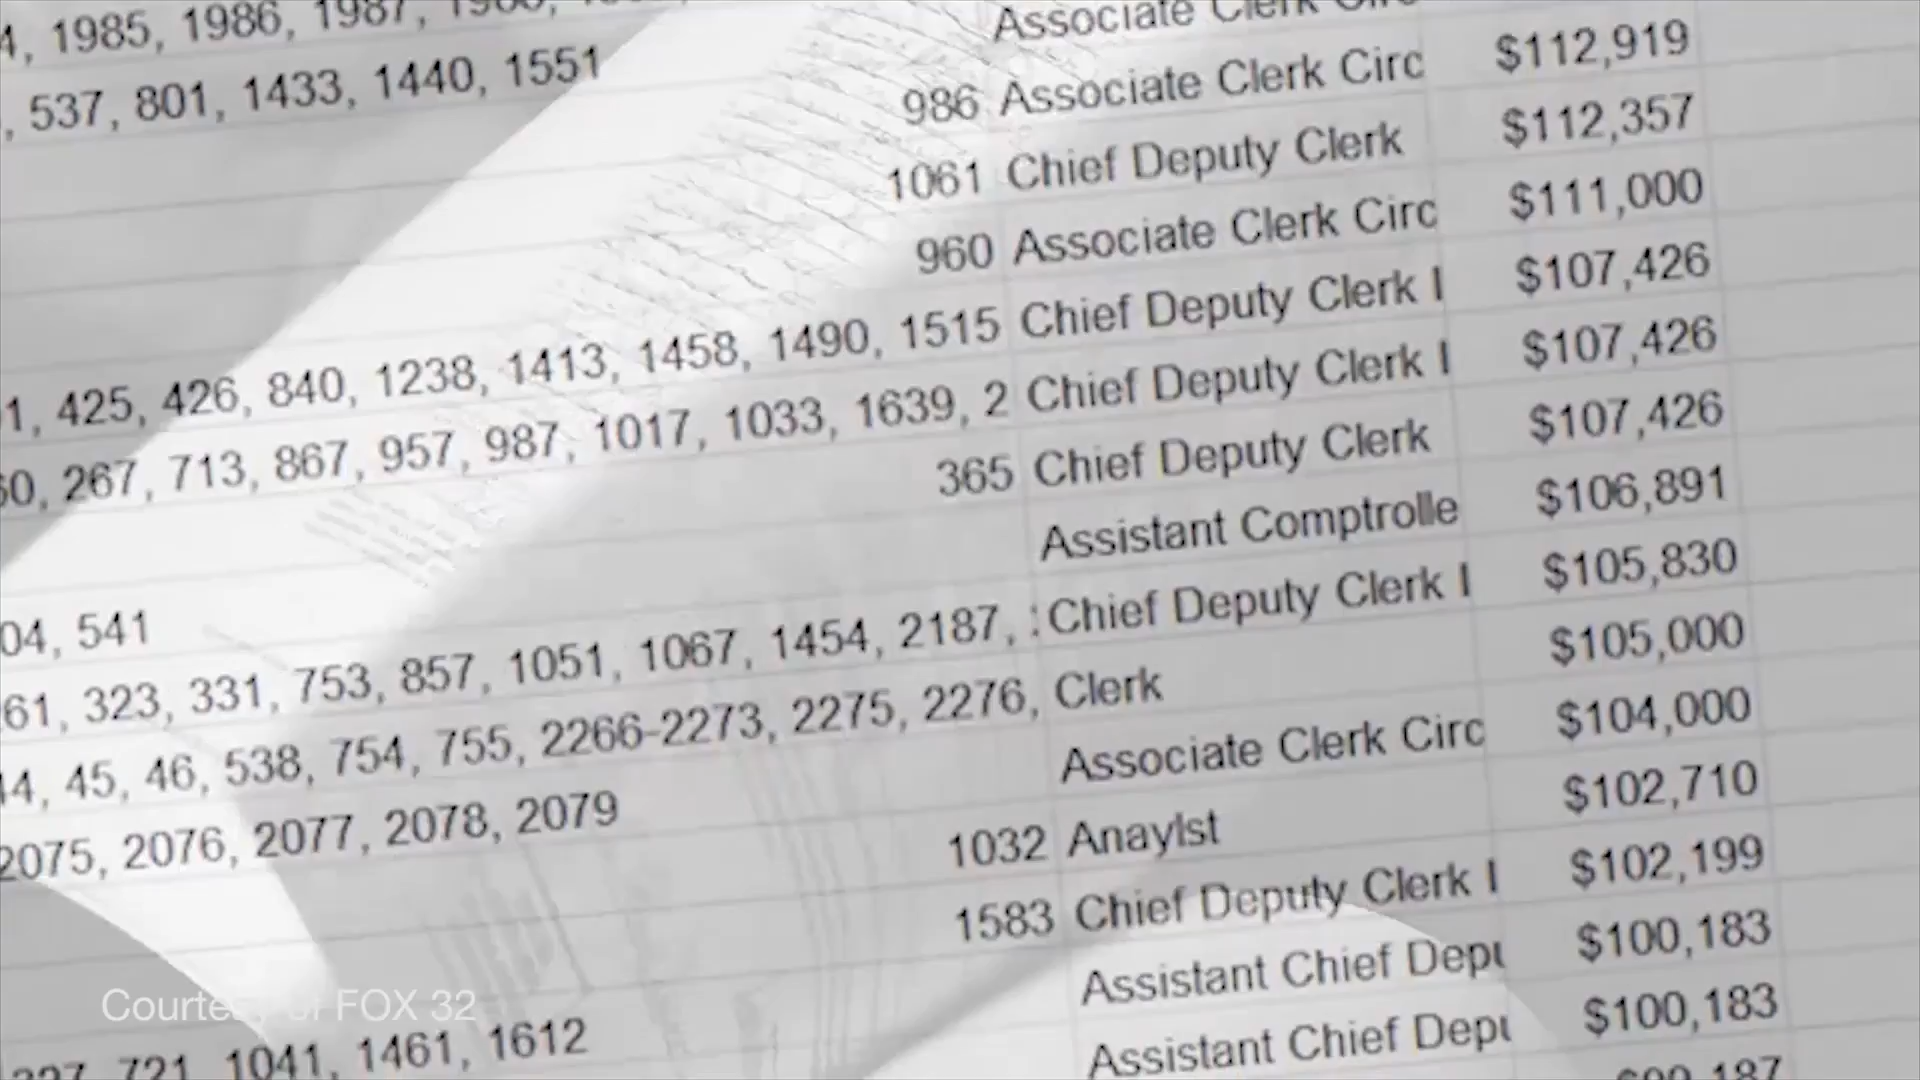 1985, 1986, 1987,
, 537, 801, 1433, 1440, 1551 Associate Clerk Circ
986 Associate Clerk Circ $112,919
1061 Chief Deputy Clerk $112,357
960 Associate Clerk Circ $111,000
1, 425, 426, 840, 1238, 1413, 1458, 1490, 1515 Chief Deputy Clerk I $107,426
60, 267, 713, 867, 957, 987, 1017, 1033, 1639, 2 Chief Deputy Clerk I $107,426
365 Chief Deputy Clerk $107,426
04, 541 Assistant Comptrolle $106,891
61, 323, 331, 753, 857, 1051, 1067, 1454, 2187, Chief Deputy Clerk I $105,830
44, 45, 46, 538, 754, 755, 2266-2273, 2275, 2276, Clerk $105,000
2075, 2076, 2077, 2078, 2079 Associate Clerk Circ $104,000
1032 Anaylst $102,710
1583 Chief Deputy Clerk I $102,199
721, 1041, 1461, 1612 Assistant Chief Depu $100,183
Assistant Chief Depu $100,183
Courtesy of FOX 32